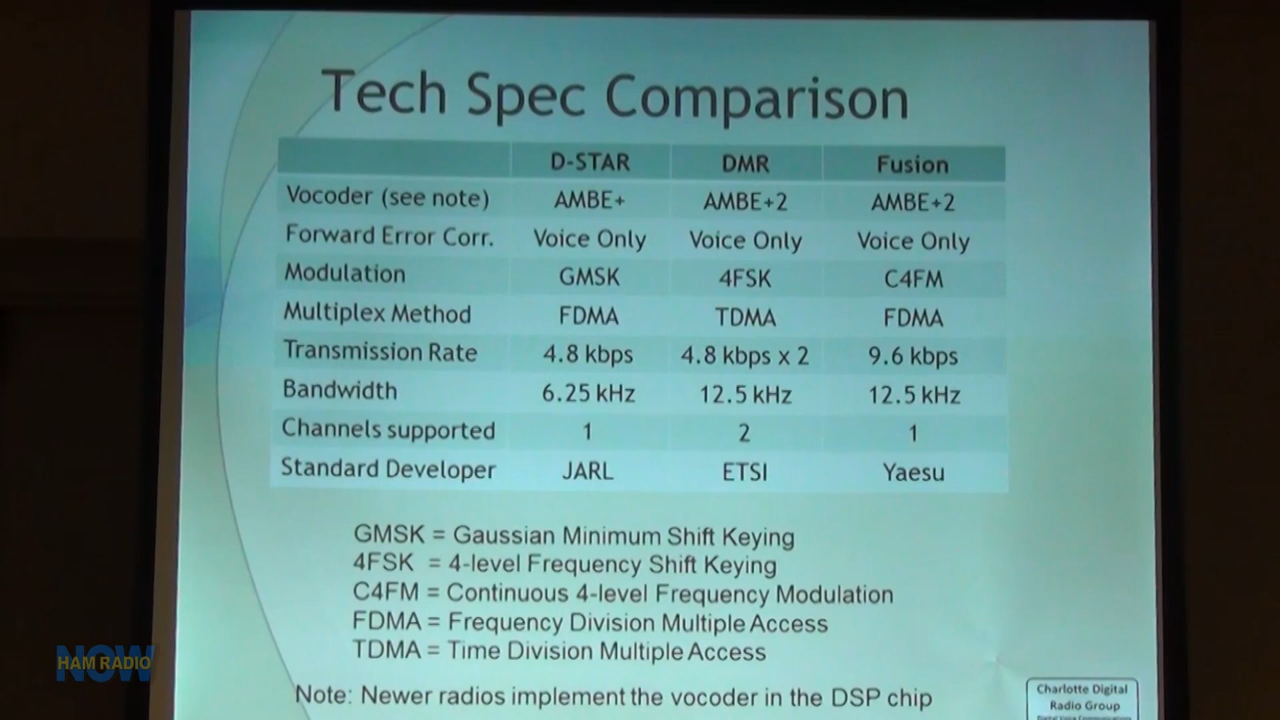 Tech Spec Comparison
D-STAR DMR Fusion
Vocoder (see note) AMBE+ AMBE+2 AMBE+2
Forward Error Corr. Voice Only Voice Only Voice Only
Modulation GMSK 4FSK C4FM
Multiplex Method FDMA TDMA FDMA
Transmission Rate 4.8 kbps 4.8 kbps x 2 9.6 kbps
Bandwidth 6.25 kHz 12.5 kHz 12.5 kHz
Channels supported 1 2 1
Standard Developer JARL ETSI Yaesu
GMSK = Gaussian Minimum Shift Keying
4FSK = 4-level Frequency Shift Keying
C4FM = Continuous 4-level Frequency Modulation
FDMA = Frequency Division Multiple Access
TDMA = Time Division Multiple Access
Note: Newer radios implement the vocoder in the DSP chip
Charlotte Digital
Radio Group
Digital Voice Communications
HAM RADIO
NOW